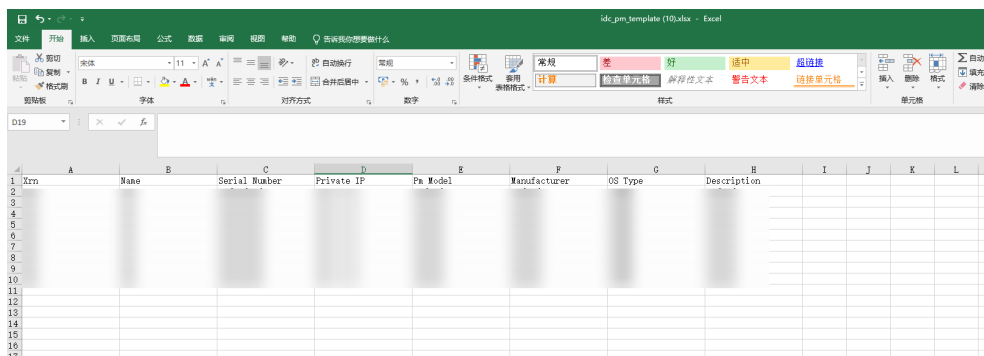 idc_pm_template (10).xlsx - Excel
文件 开始 插入 页面布局 公式 数据 审阅 视图 帮助 告诉我你想要做什么
剪切 宋体 11 A A 自动换行 常规 常规 差 好 适中 超链接 自动
粘贴 复制 条件格式 套用 插入 删除 格式 填充
格式刷 B I U A 合并后居中 % 表格格式 计算 检查单元格 解释性文本 警告文本 链接单元格 清除
剪贴板 字体 对齐方式 数字 样式 单元格
D19 fx
A B C D E F G H I J K L
1 Xrn Name Serial Number Private IP Pm Model Manufacturer OS Type Description
2
3
4
5
6
7
8
9
10
11
12
13
14
15
16